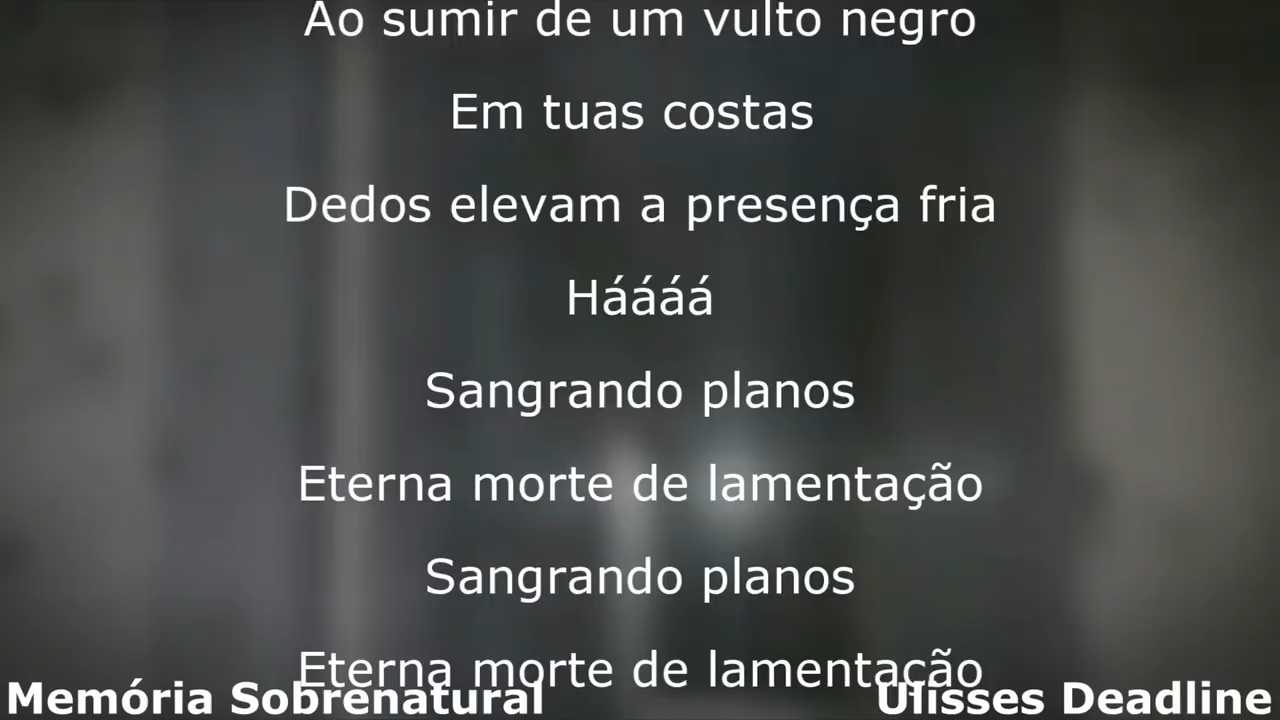 Ao sumir de um vulto negro
Em tuas costas
Dedos elevam a presença fria
Háááá
Sangrando planos
Eterna morte de lamentação
Sangrando planos
Eterna morte de lamentação
Memória Sobrenatural
Ulisses Deadline